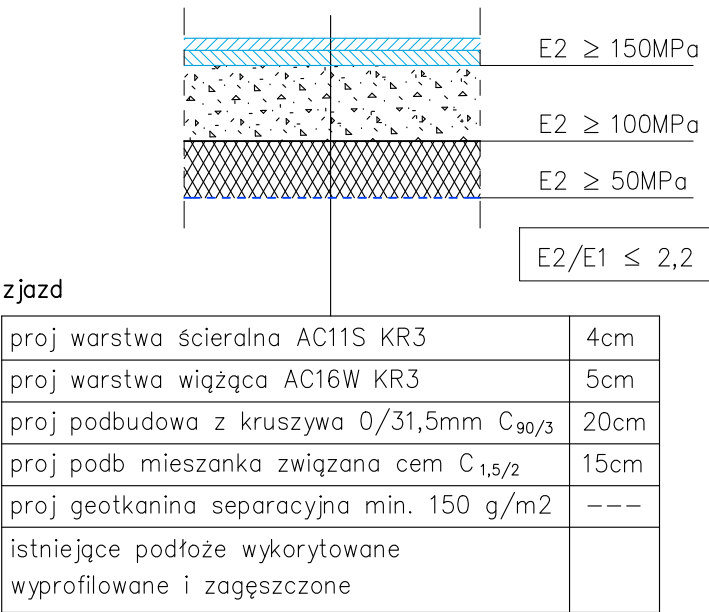 E2 ≥ 150MPa
E2 ≥ 100MPa
E2 ≥ 50MPa
E2/E1 ≤ 2,2
zjazd
proj warstwa ścieralna AC11S KR3 4cm
proj warstwa wiążąca AC16W KR3 5cm
proj podbudowa z kruszywa 0/31,5mm C90/3 20cm
proj podb mieszanka związana cem C1,5/2 15cm
proj geotkanina separacyjna min. 150 g/m2 ---
istniejące podłoże wykorytowane
wyprofilowane i zagęszczone